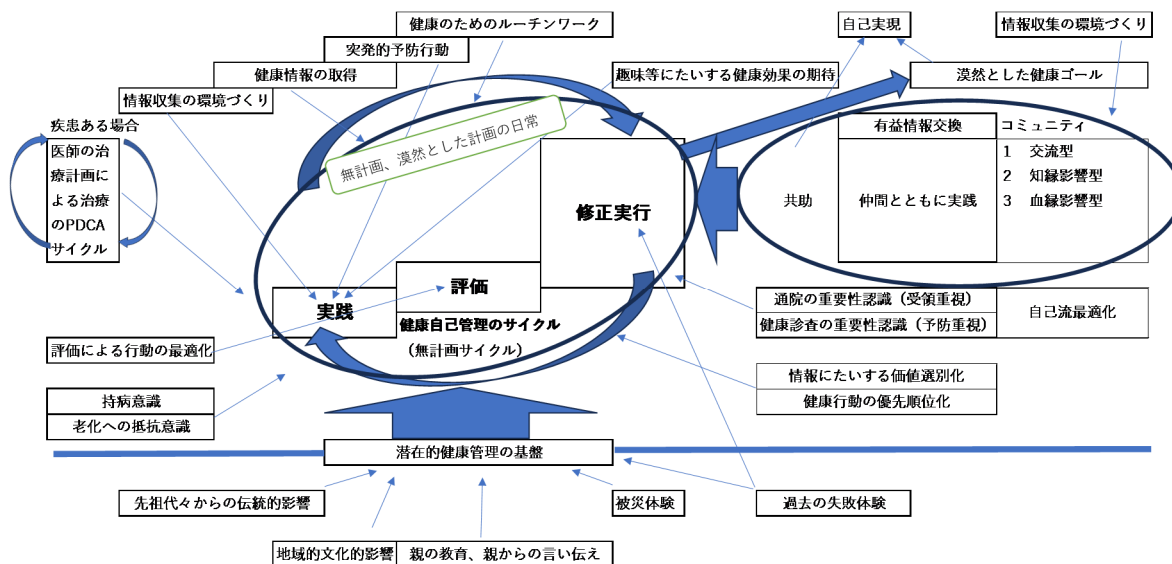 健康のためのルーチンワーク
自己実現
情報収集の環境づくり
実発的予防行動
健康情報の取得
趣味等にたいする健康効果の期待
漠然とした健康ゴール
情報収集の環境づくり
疾患ある場合
医師の治
療計画に
よる治療
のPDCA
サイクル
無計画、漠然とした計画の日常
有益情報交換
コミュニティ
1 交流型
2 知縁影響型
3 血縁影響型
共助
仲間とともに実践
修正実行
評価
実践
健康自己管理のサイクル
（無計画サイクル）
通院の重要性認識（受領重視）
健康診査の重要性認識（予防重視）
自己流最適化
評価による行動の最適化
情報にたいする価値選別化
健康行動の優先順位化
持病意識
老化への抵抗意識
潜在的健康管理の基盤
先祖代々からの伝統的影響
被災体験
過去の失敗体験
地域的文化的影響
親の教育、親からの言い伝え